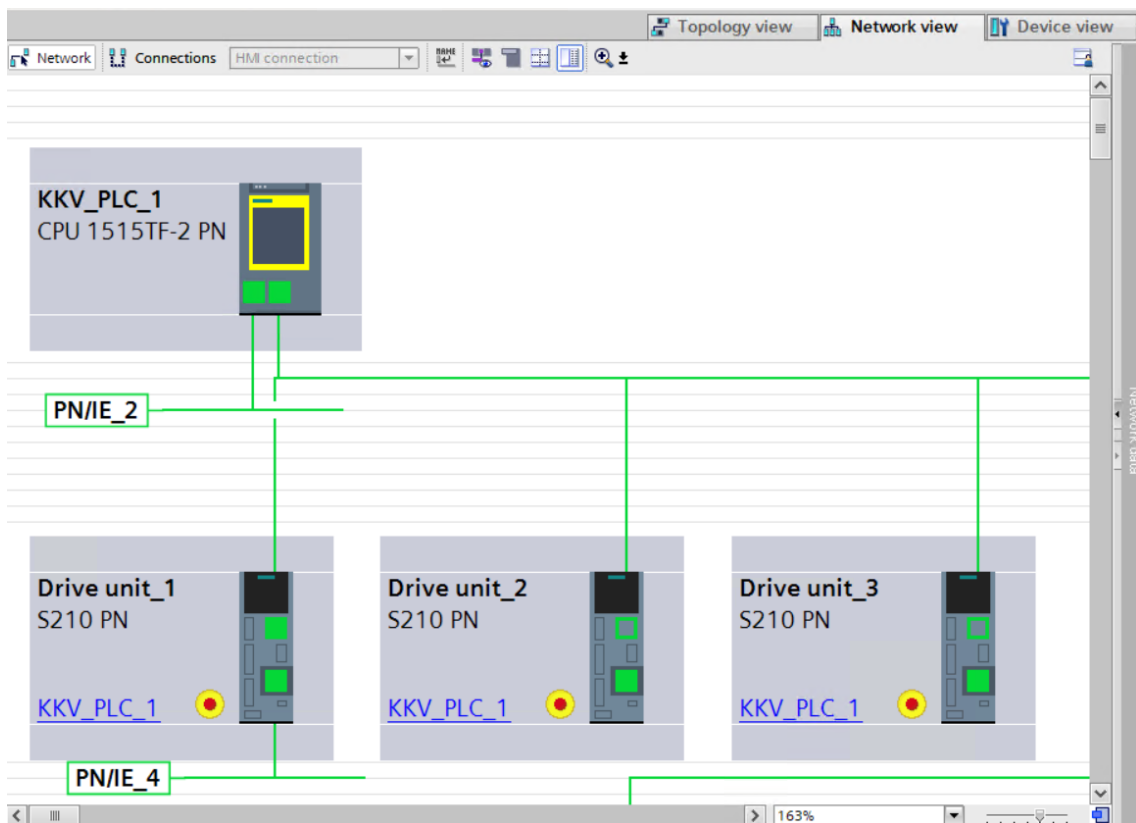 Topology view
Network view
Device view
Network
Connections
HMI connection
NAME
Network data
KKV_PLC_1
CPU 1515TF-2 PN
PN/IE_2
Drive unit_1
S210 PN
KKV_PLC_1
Drive unit_2
S210 PN
KKV_PLC_1
Drive unit_3
S210 PN
KKV_PLC_1
PN/IE_4
163%